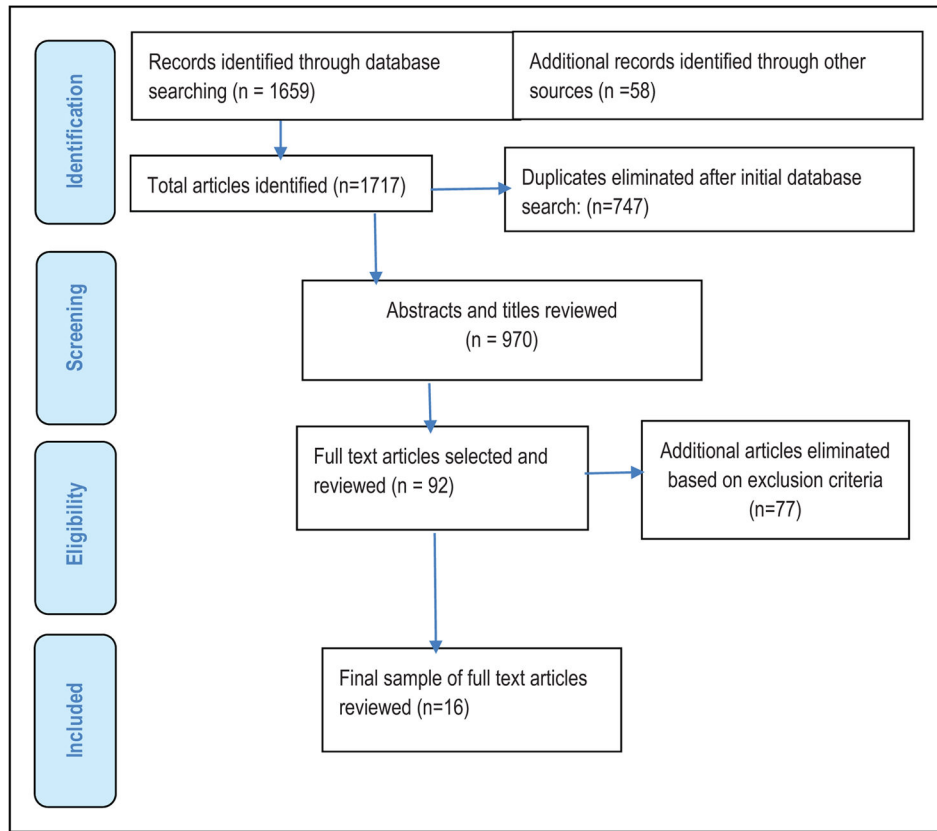 Identification
Records identified through database
searching (n = 1659)
Additional records identified through other
sources (n =58)
Total articles identified (n=1717)
Duplicates eliminated after initial database
search: (n=747)
Screening
Abstracts and titles reviewed
(n = 970)
Eligibility
Full text articles selected and
reviewed (n = 92)
Additional articles eliminated
based on exclusion criteria
(n=77)
Included
Final sample of full text articles
reviewed (n=16)